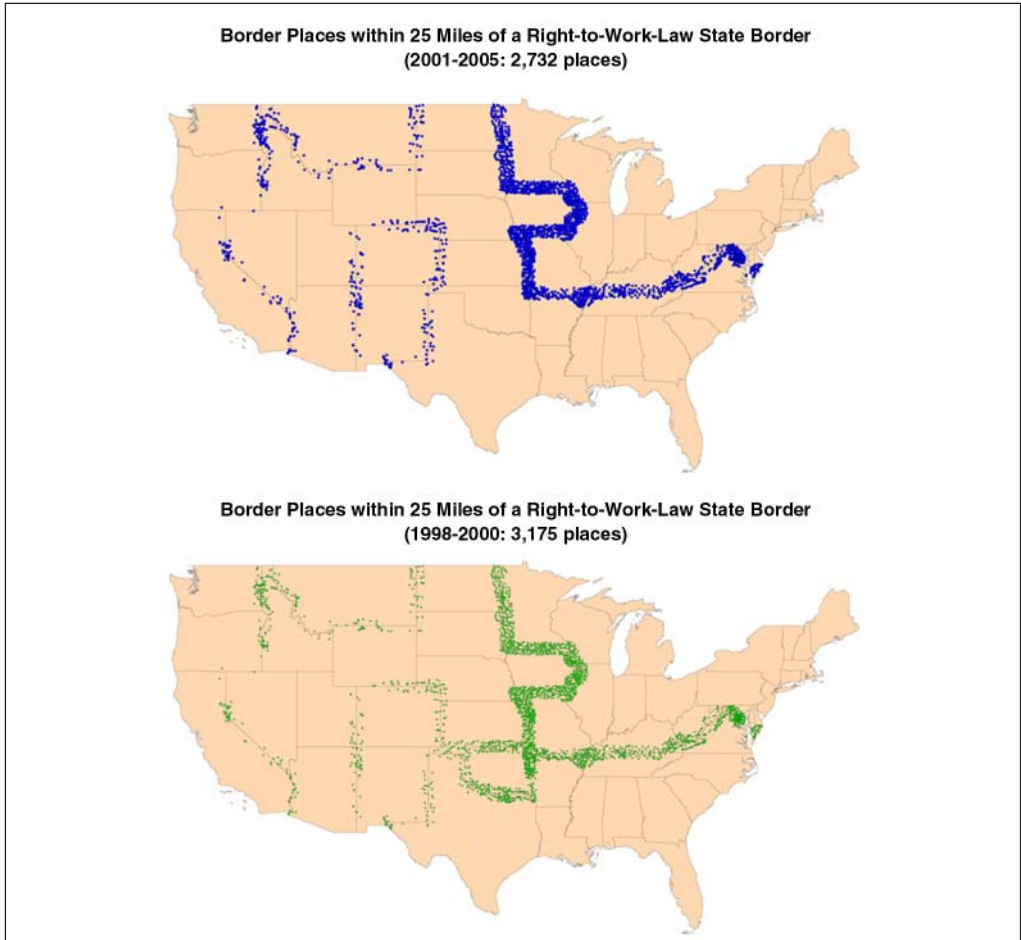 Border Places within 25 Miles of a Right-to-Work-Law State Border
(2001-2005: 2,732 places)
Border Places within 25 Miles of a Right-to-Work-Law State Border
(1998-2000: 3,175 places)